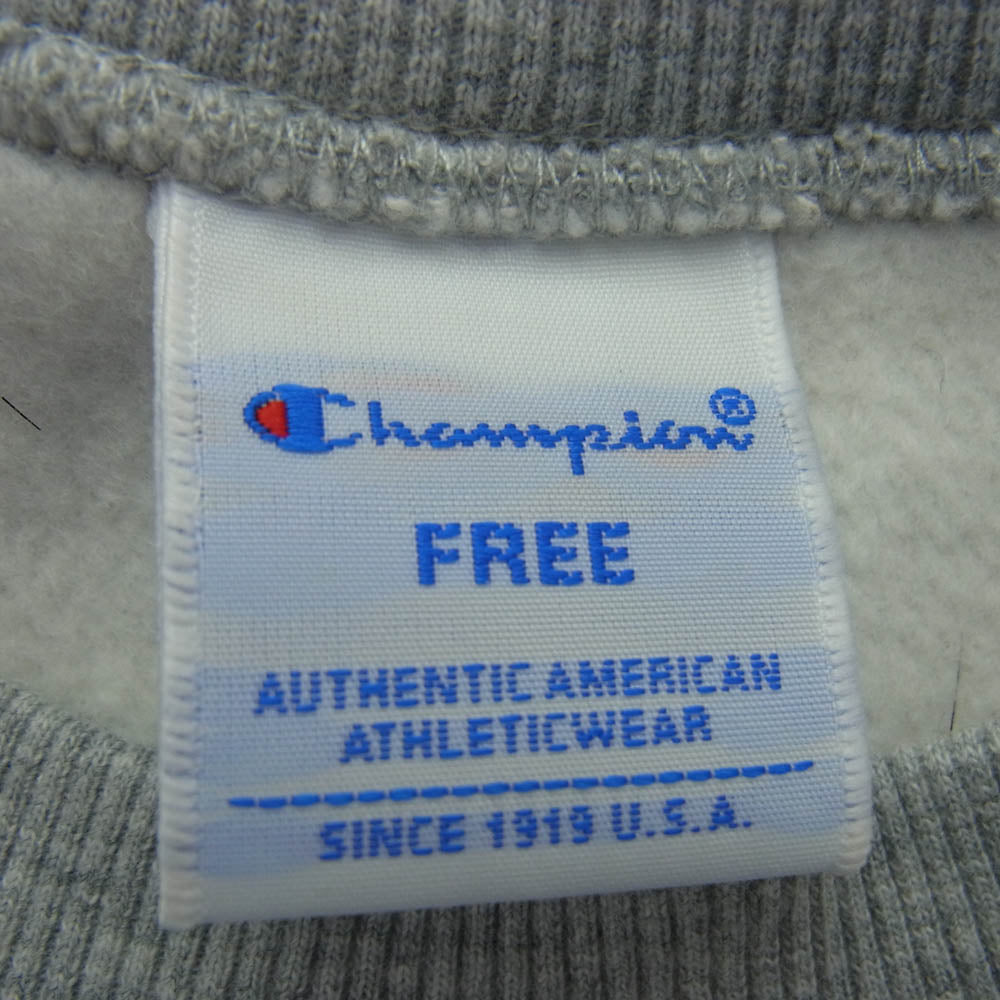 Champion®
FREE
AUTHENTIC AMERICAN
ATHLETICWEAR
SINCE 1919 U.S.A.